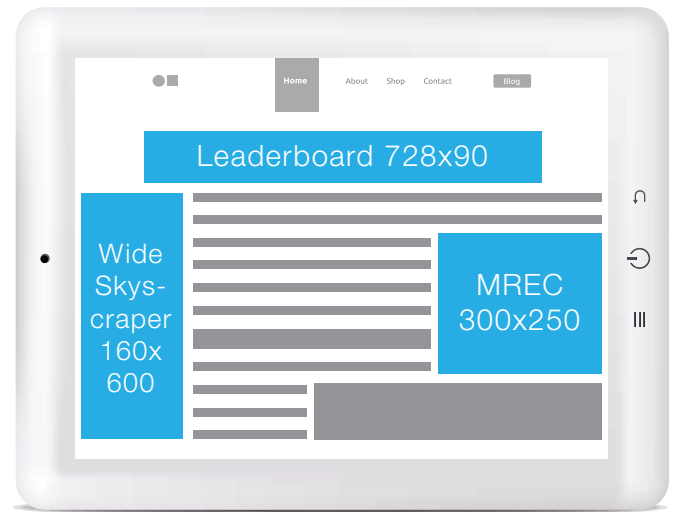 Home About Shop Contact Blog
Leaderboard 728x90
Wide
Skys-
craper
160x
600
MREC
300x250